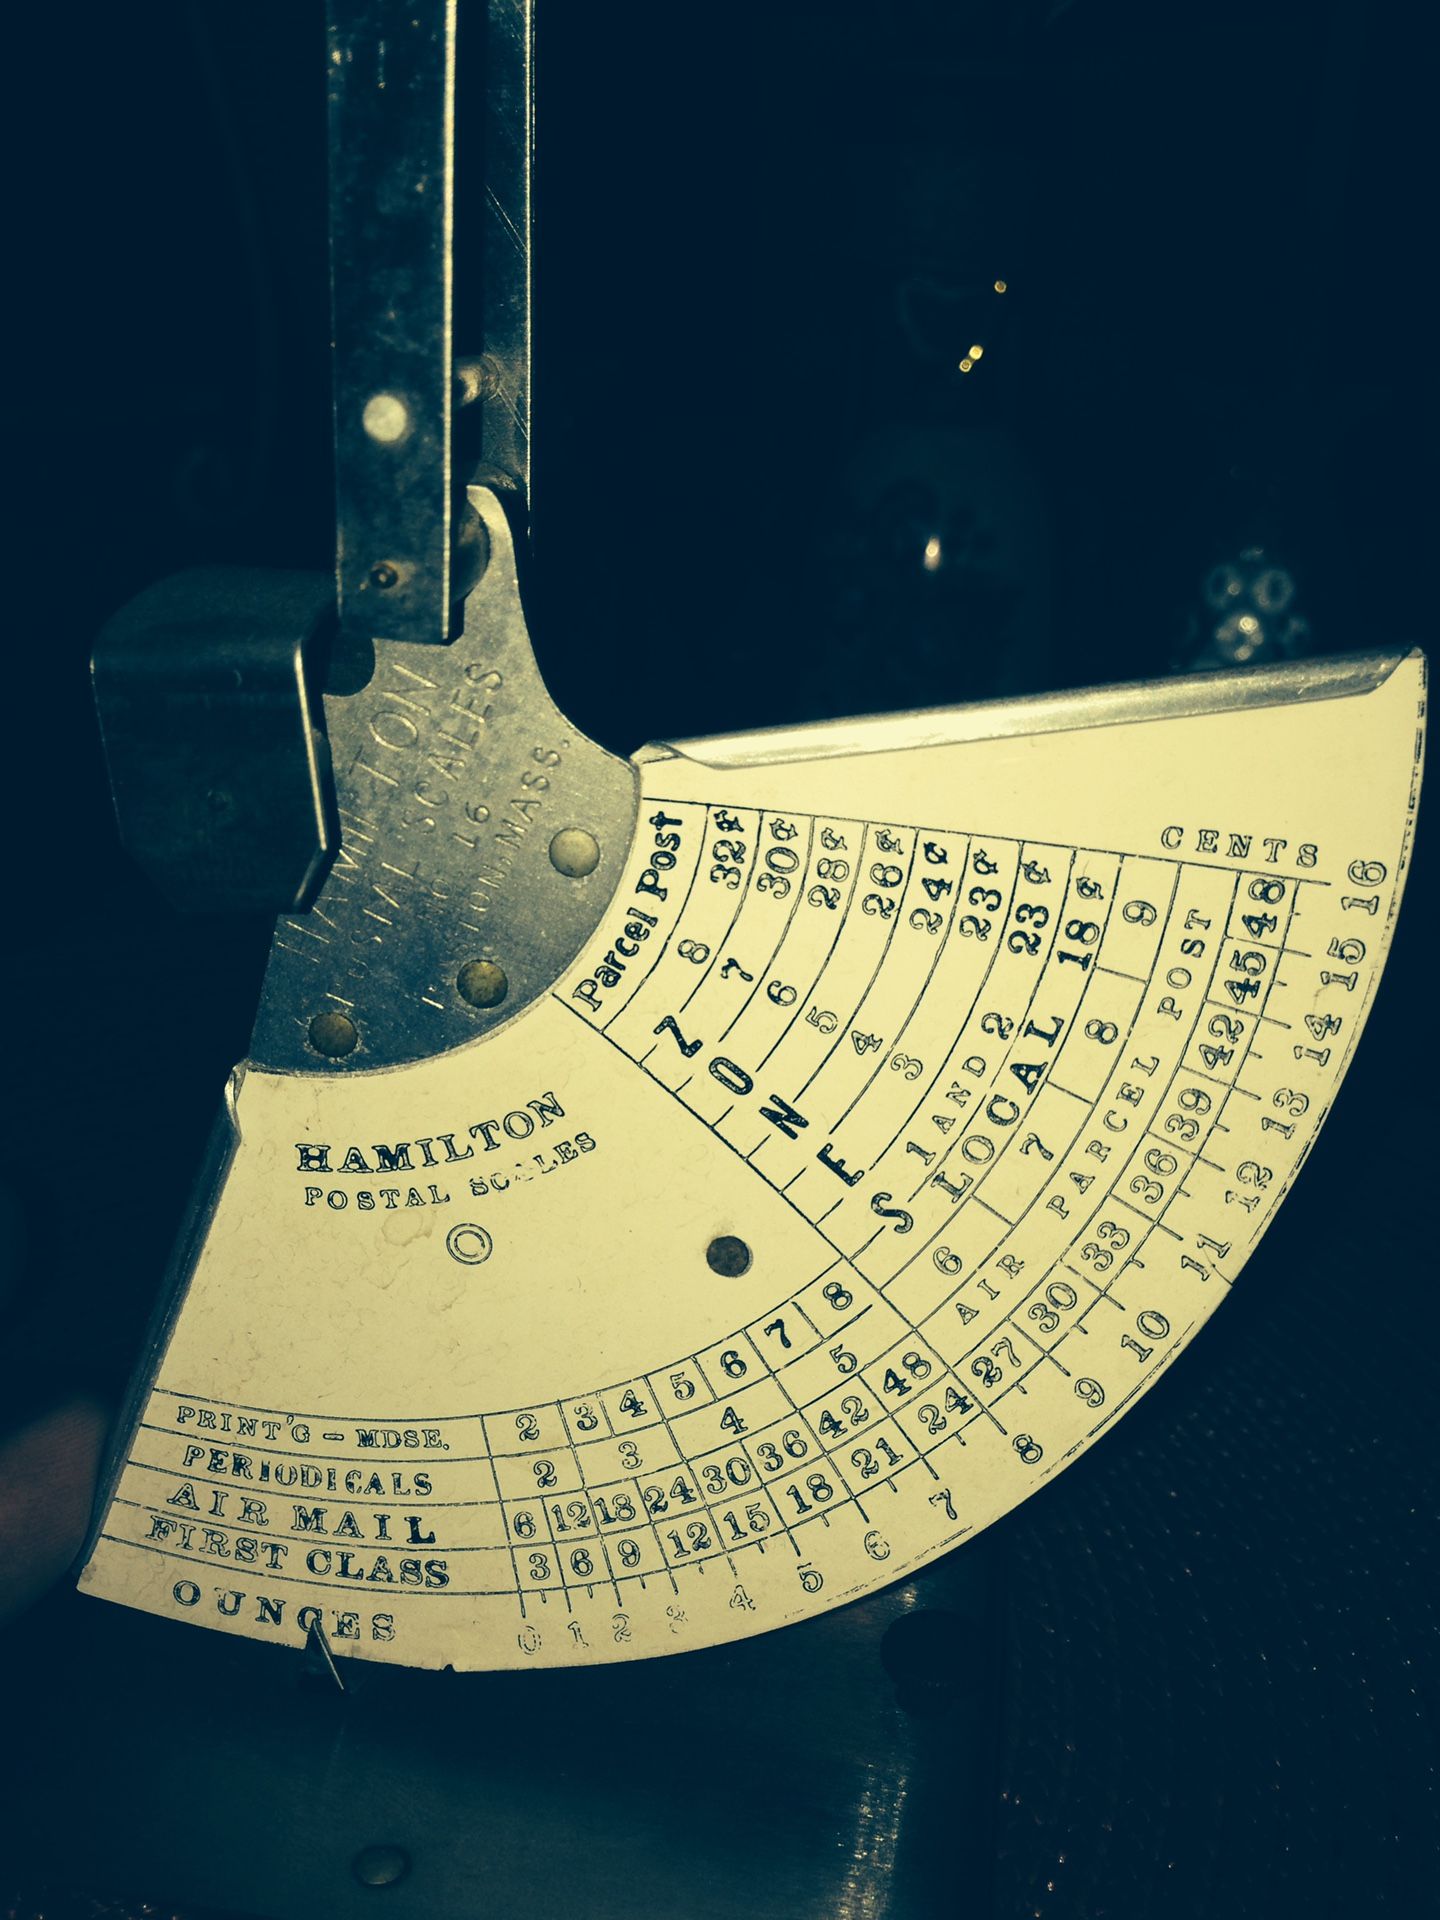 HAMILTON
POSTAL SCALES
NO 16
TON, MASS.
HAMILTON
POSTAL SCALES
©
CENTS
Parcel Post
8 32¢
7 30¢
6 28¢
5 26¢
4 24¢
3 23¢
1 AND 2 23¢
LOCAL 18¢
ZONES
6 7 8 9
AIR PARCEL POST
PRINT'G – MDSE. 2 3 4 5 6 7 8
PERIODICALS 2 3 4 5
AIR MAIL 6 12 18 24 30 36 42 48
FIRST CLASS 3 6 9 12 15 18 21 24 27 30 33 36 39 42 45 48
OUNCES 0 1 2 3 4 5 6 7 8 9 10 11 12 13 14 15 16